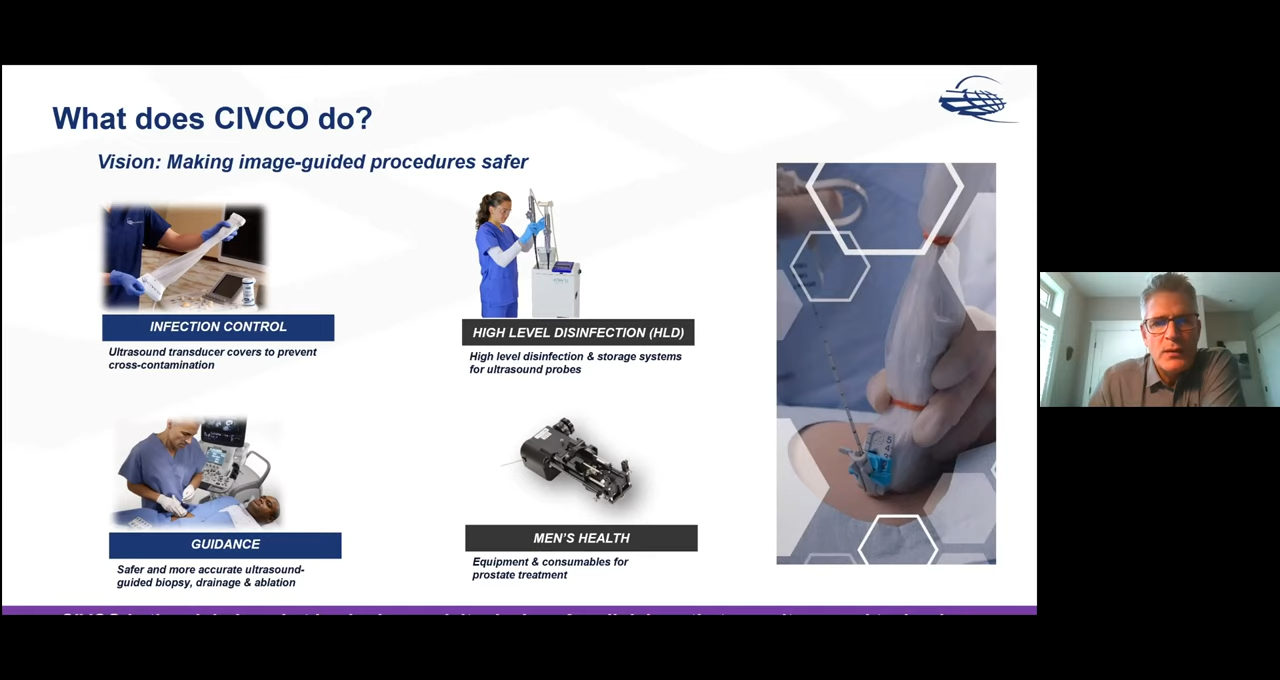 What does CIVCO do?
Vision: Making image-guided procedures safer
INFECTION CONTROL
Ultrasound transducer covers to prevent
cross-contamination
HIGH LEVEL DISINFECTION (HLD)
High level disinfection & storage systems
for ultrasound probes
GUIDANCE
Safer and more accurate ultrasound-
guided biopsy, drainage & ablation
MEN'S HEALTH
Equipment & consumables for
prostate treatment
5
4